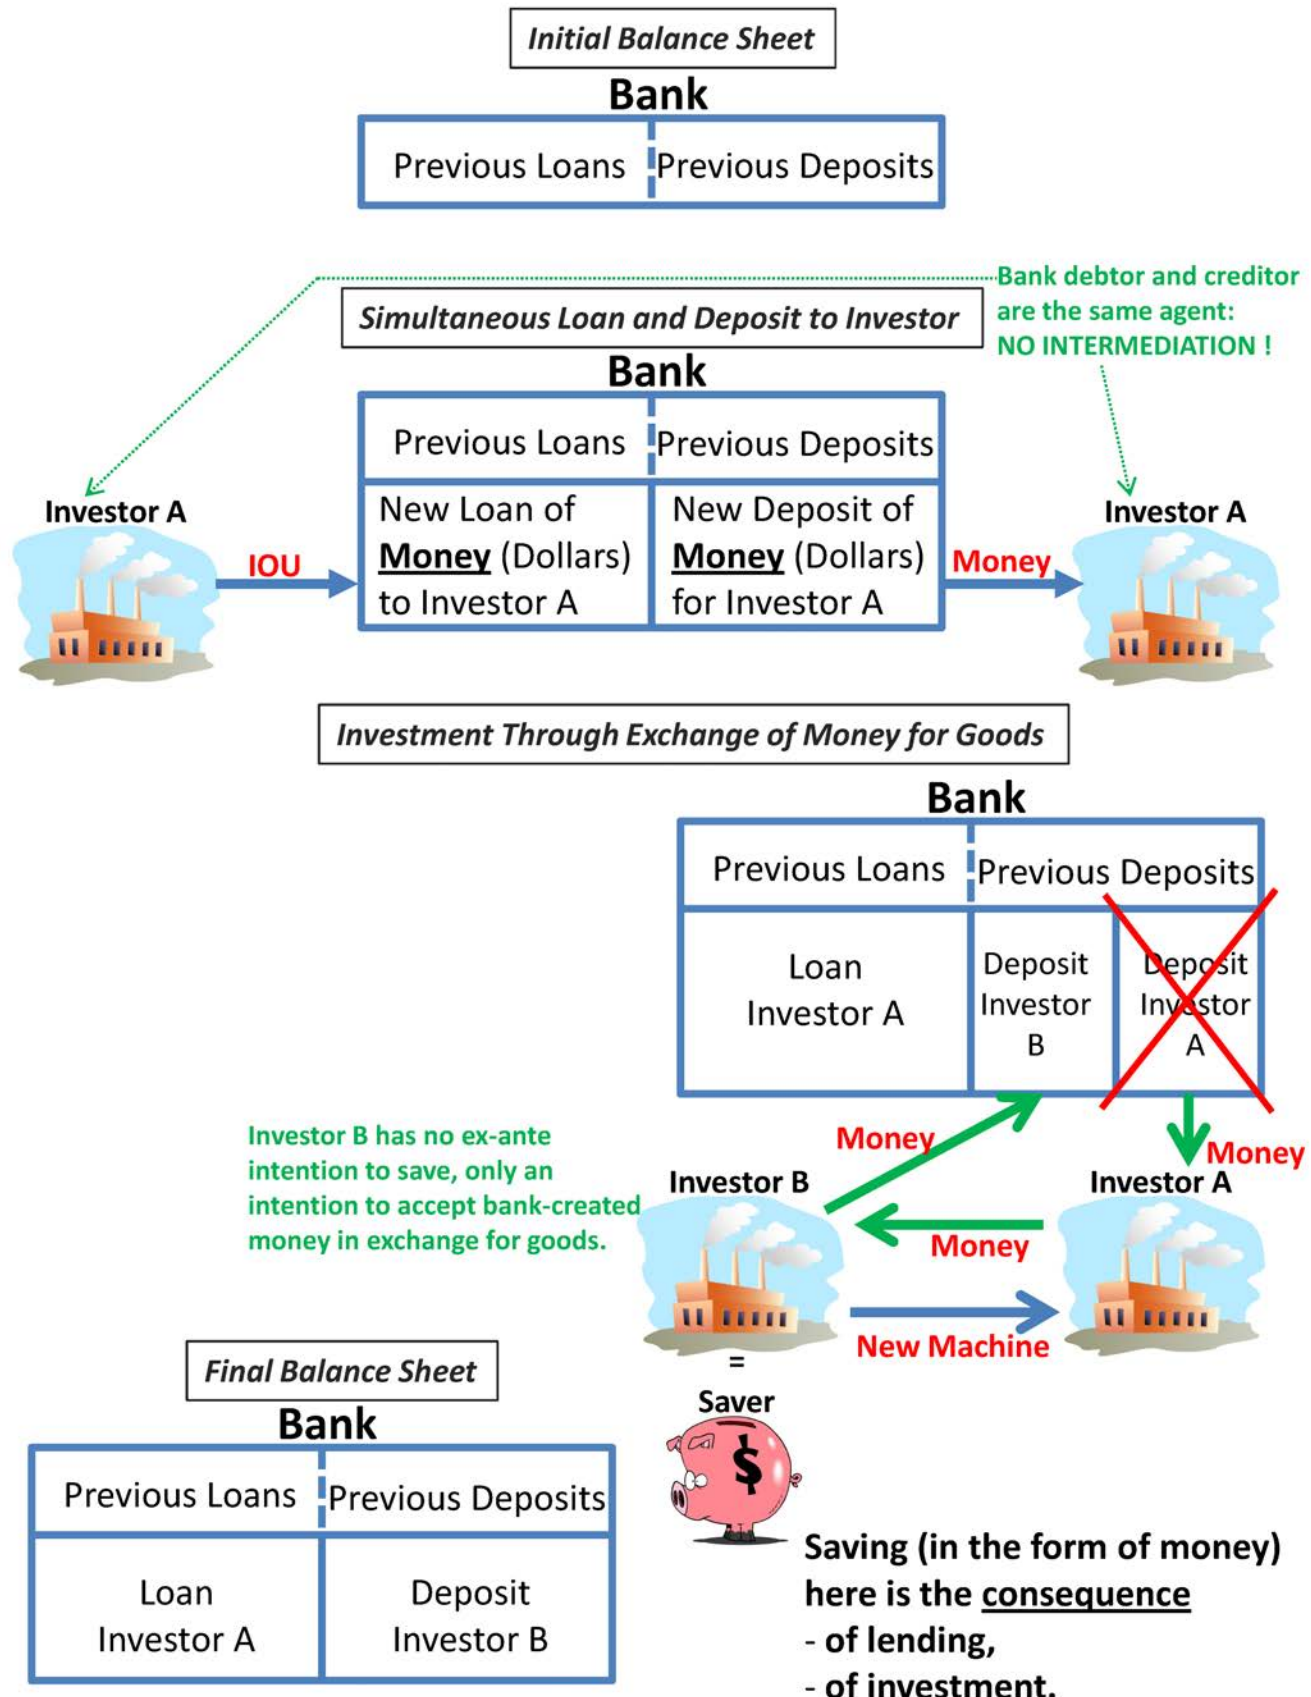 Initial Balance Sheet
Bank
Previous Loans
Previous Deposits
Bank debtor and creditor
are the same agent:
NO INTERMEDIATION !
Simultaneous Loan and Deposit to Investor
Bank
Previous Loans
Previous Deposits
Investor A
IOU
New Loan of
Money (Dollars)
to Investor A
New Deposit of
Money (Dollars)
for Investor A
Money
Investor A
Investment Through Exchange of Money for Goods
Bank
Previous Loans
Previous Deposits
Loan
Investor A
Deposit
Investor
B
Deposit
Investor
A
Investor B has no ex-ante
intention to save, only an
intention to accept bank-created
money in exchange for goods.
Money
Money
Investor B
Investor A
Money
New Machine
=
Saver
$
Final Balance Sheet
Bank
Previous Loans
Previous Deposits
Loan
Investor A
Deposit
Investor B
Saving (in the form of money)
here is the consequence
- of lending,
- of investment.